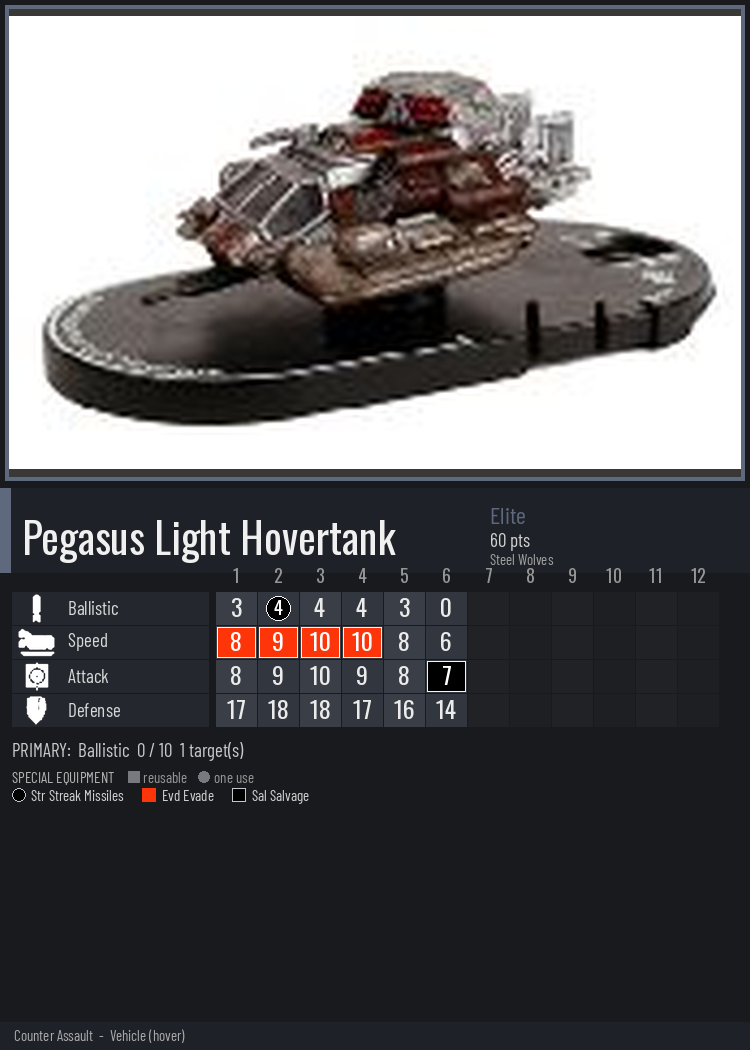 Pegasus Light Hovertank
Elite
60 pts
Steel Wolves
1 2 3 4 5 6 7 8 9 10 11 12
Ballistic 3 4 4 4 3 0
Speed 8 9 10 10 8 6
Attack 8 9 10 9 8 7
Defense 17 18 18 17 16 14
PRIMARY: Ballistic 0 / 10 1 target(s)
SPECIAL EQUIPMENT reusable one use
Str Streak Missiles Evd Evade Sal Salvage
Counter Assault - Vehicle (hover)